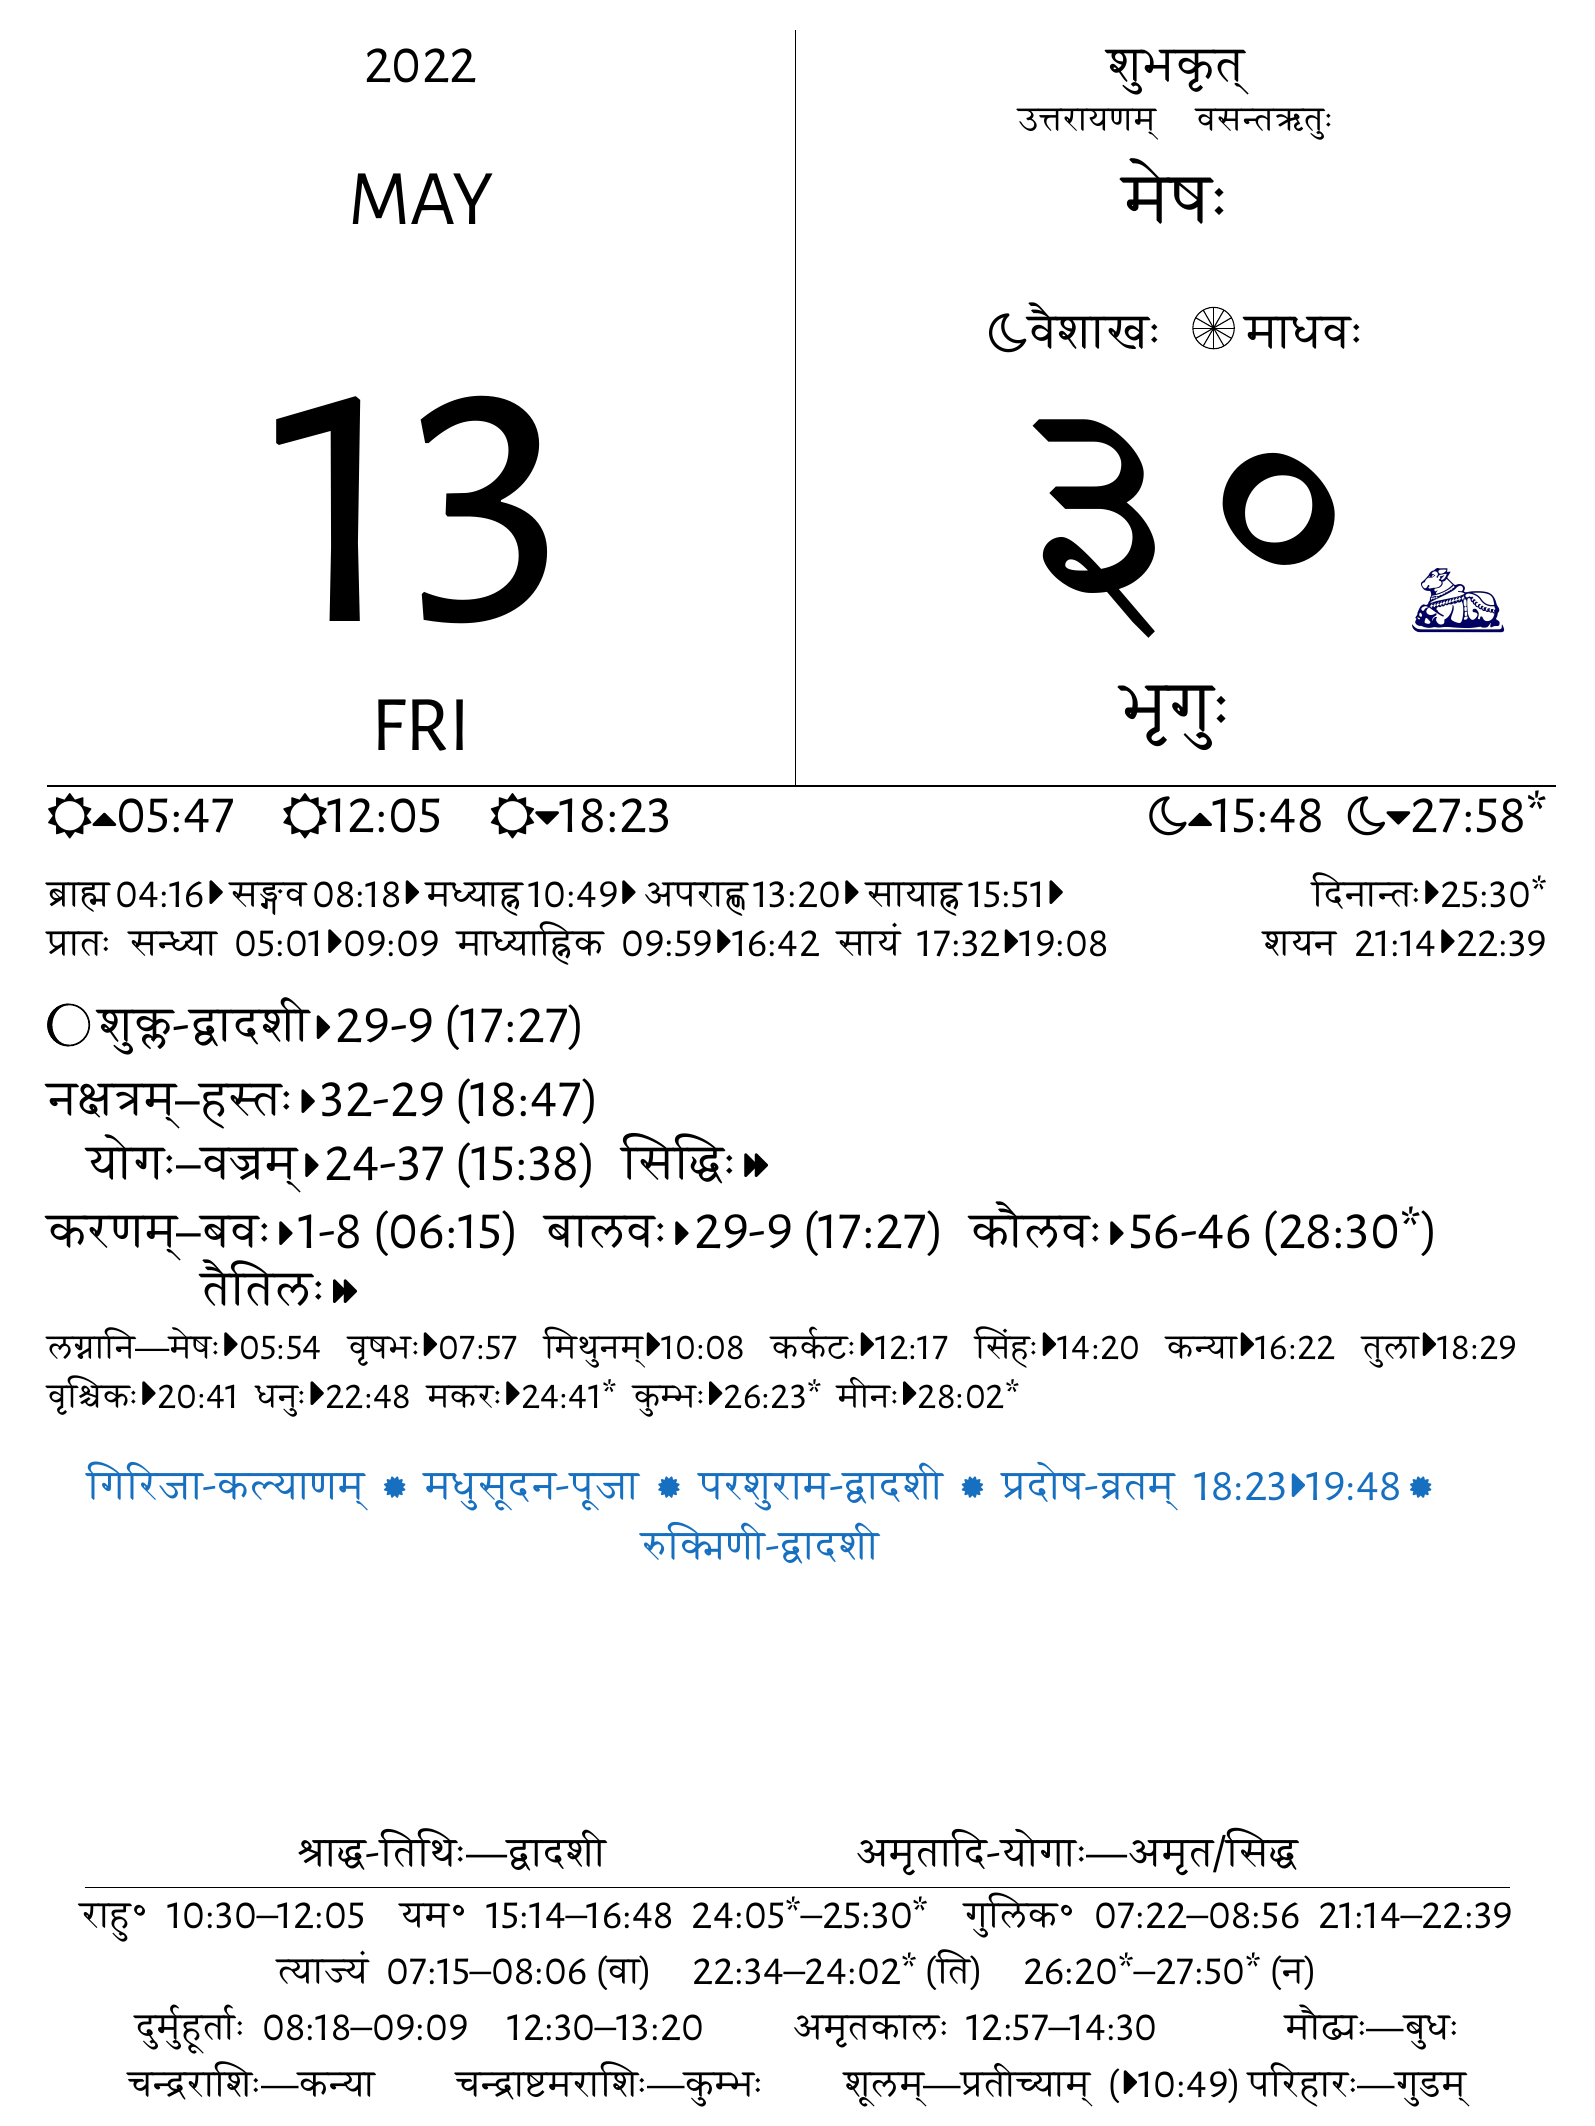 2022
MAY
13
FRI
शुभकृत्
उत्तरायणम् वसन्तऋतुः
मेषः
वैशाखः माधवः
३०
भृगुः
05:47 12:05 18:23 15:48 27:58*
ब्राह्म 04:16 सङ्गव 08:18 मध्याह्न 10:49 अपराह्ण 13:20 सायाह्न 15:51 दिनान्तः 25:30*
प्रातः सन्ध्या 05:01 09:09 माध्याह्निक 09:59 16:42 सायं 17:32 19:08 शयन 21:14 22:39
शुक्ल-द्वादशी 29-9 (17:27)
नक्षत्रम्–हस्तः 32-29 (18:47)
योगः–वज्रम् 24-37 (15:38) सिद्धिः
करणम्–बवः 1-8 (06:15) बालवः 29-9 (17:27) कौलवः 56-46 (28:30*)
तैतिलः
लग्नानि—मेषः 05:54 वृषभः 07:57 मिथुनम् 10:08 कर्कटः 12:17 सिंहः 14:20 कन्या 16:22 तुला 18:29
वृश्चिकः 20:41 धनुः 22:48 मकरः 24:41* कुम्भः 26:23* मीनः 28:02*
गिरिजा-कल्याणम् मधुसूदन-पूजा परशुराम-द्वादशी प्रदोष-व्रतम् 18:23 19:48
रुक्मिणी-द्वादशी
श्राद्ध-तिथिः—द्वादशी अमृतादि-योगाः—अमृत/सिद्ध
राहु॰ 10:30–12:05 यम॰ 15:14–16:48 24:05*–25:30* गुलिक॰ 07:22–08:56 21:14–22:39
त्याज्यं 07:15–08:06 (वा) 22:34–24:02* (ति) 26:20*–27:50* (न)
दुर्मुहूर्ताः 08:18–09:09 12:30–13:20 अमृतकालः 12:57–14:30 मौढ्यः—बुधः
चन्द्रराशिः—कन्या चन्द्राष्टमराशिः—कुम्भः शूलम्—प्रतीच्याम् (10:49) परिहारः—गुडम्